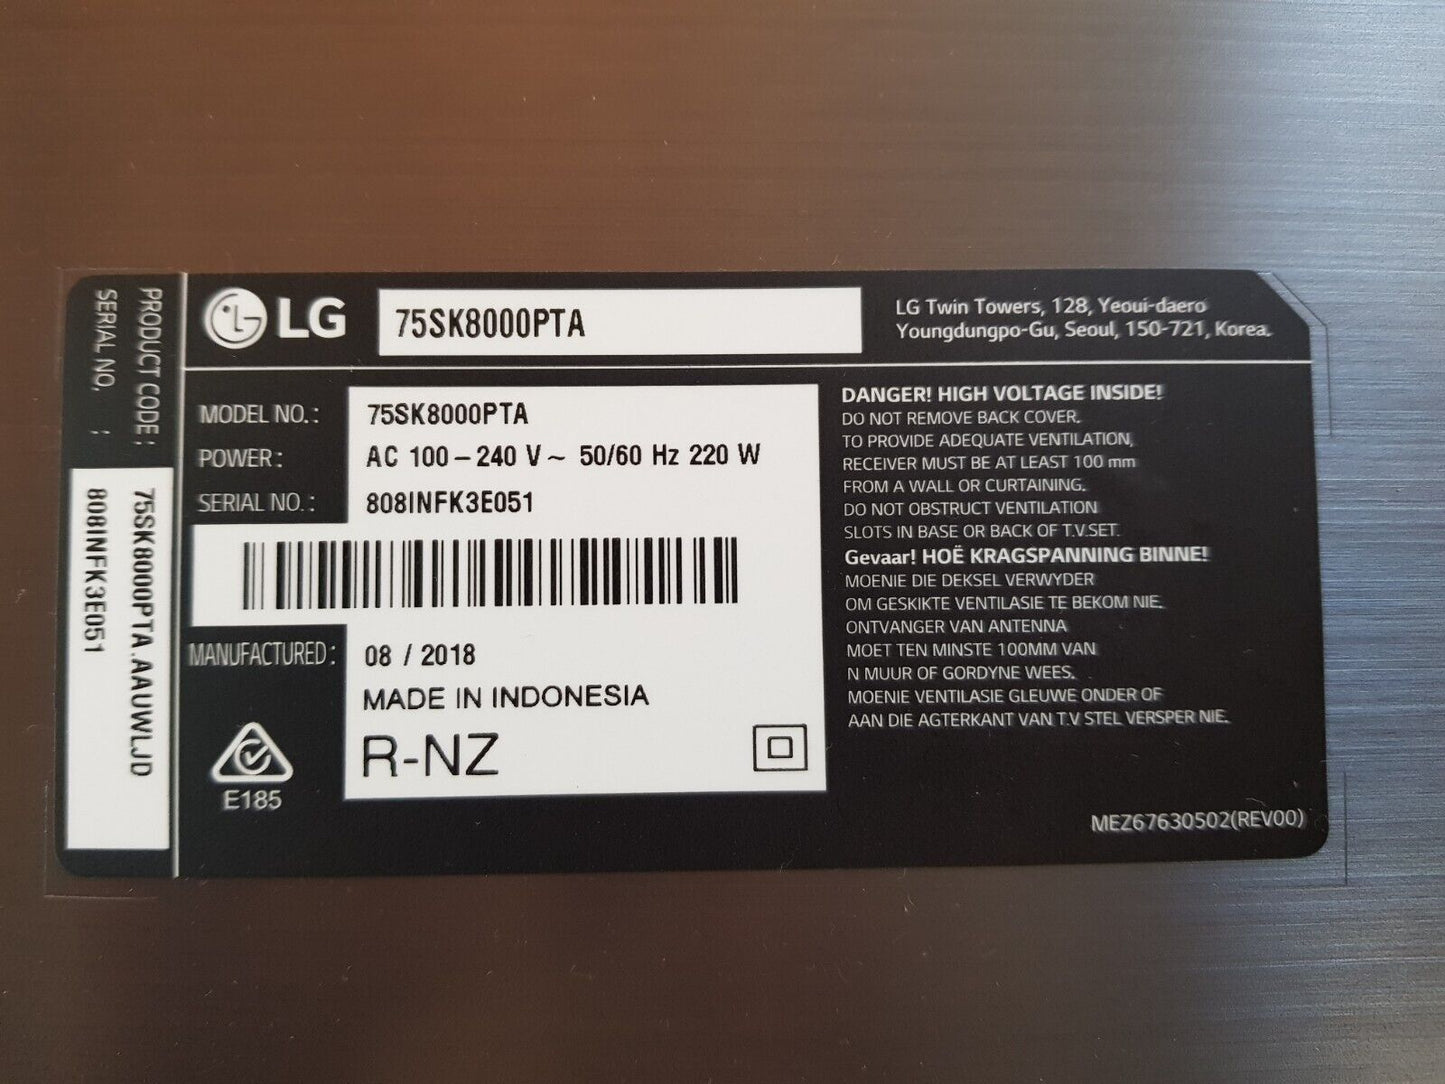 LG
75SK8000PTA
LG Twin Towers, 128, Yeoui-daero
Youngdungpo-Gu, Seoul, 150-721, Korea.
PRODUCT CODE: 75SK8000PTA.AAUWLJD
SERIAL NO. : 808INFK3E051
MODEL NO.: 75SK8000PTA
POWER: AC 100-240 V~ 50/60 Hz 220 W
SERIAL NO.: 808INFK3E051
MANUFACTURED: 08 / 2018
MADE IN INDONESIA
R-NZ
E185
DANGER! HIGH VOLTAGE INSIDE!
DO NOT REMOVE BACK COVER.
TO PROVIDE ADEQUATE VENTILATION,
RECEIVER MUST BE AT LEAST 100 mm
FROM A WALL OR CURTAINING.
DO NOT OBSTRUCT VENTILATION
SLOTS IN BASE OR BACK OF T.V.SET.
Gevaar! HOË KRAGSPANNING BINNE!
MOENIE DIE DEKSEL VERWYDER
OM GESKIKTE VENTILASIE TE BEKOM NIE.
ONTVANGER VAN ANTENNA
MOET TEN MINSTE 100MM VAN
N MUUR OF GORDYNE WEES.
MOENIE VENTILASIE GLEUWE ONDER OF
AAN DIE AGTERKANT VAN T.V STEL VERSPER NIE.
MEZ67630502(REV00)